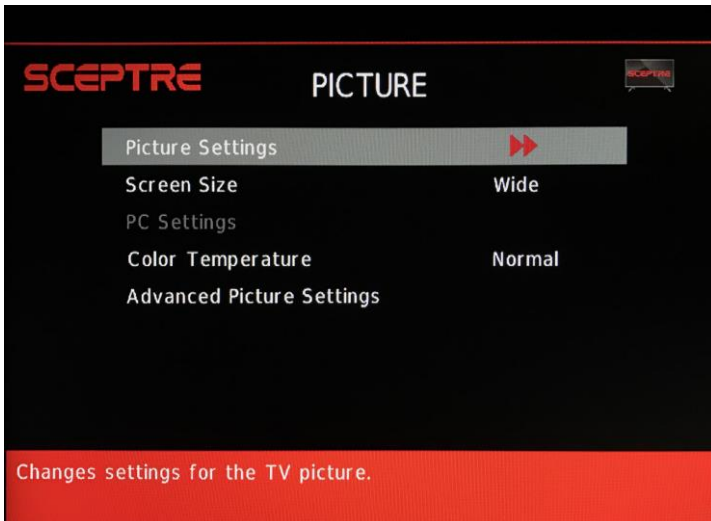 SCEPTRE PICTURE SCEPTRE
Picture Settings
Screen Size Wide
PC Settings
Color Temperature Normal
Advanced Picture Settings
Changes settings for the TV picture.